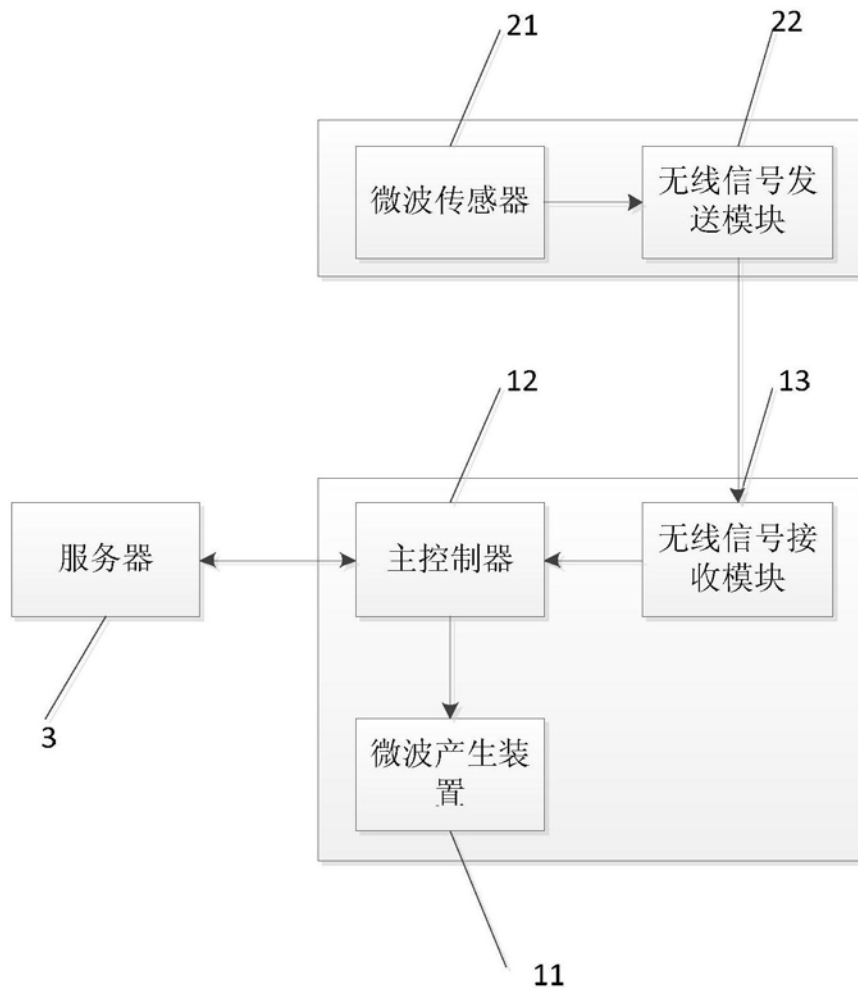 21
22
微波传感器
无线信号发
送模块
12
13
服务器
主控制器
无线信号接
收模块
3
微波产生装
置
11